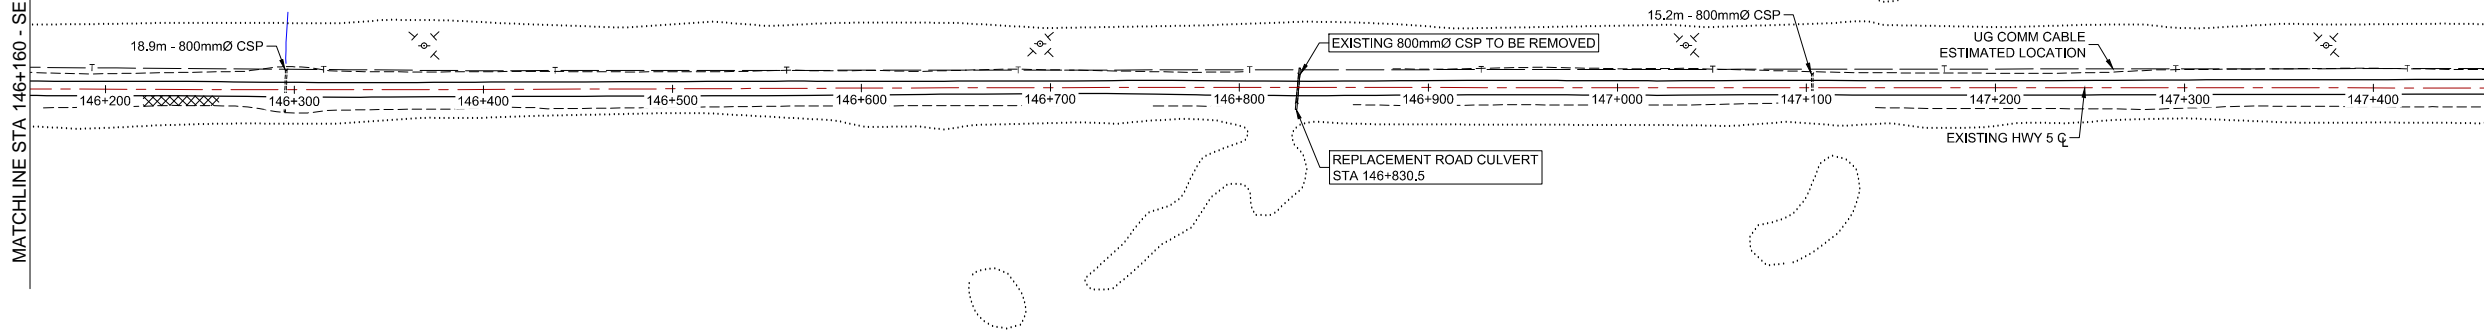 MATCHLINE STA 146+160 - SE
18.9m - 800mmØ CSP
EXISTING 800mmØ CSP TO BE REMOVED
15.2m - 800mmØ CSP
UG COMM CABLE
ESTIMATED LOCATION
T T T T T T T T T T T
146+200 146+300 146+400 146+500 146+600 146+700 146+800 146+900 147+000 147+100 147+200 147+300 147+400
EXISTING HWY 5 ℄
REPLACEMENT ROAD CULVERT
STA 146+830.5